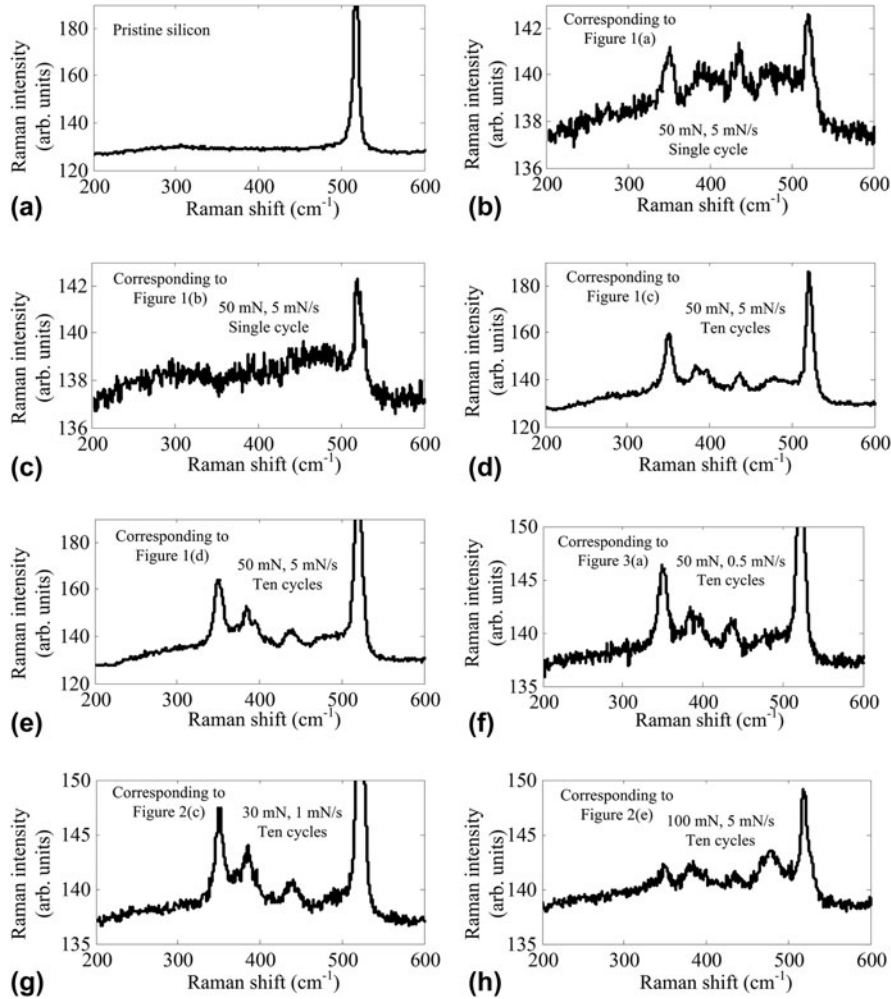 Pristine silicon
Raman intensity
(arb. units)
180
160
140
120
200 300 400 500 600
Raman shift (cm-1)
(a)
Corresponding to
Figure 1(a)
50 mN, 5 mN/s
Single cycle
Raman intensity
(arb. units)
142
140
138
136
200 300 400 500 600
Raman shift (cm-1)
(b)
Corresponding to
Figure 1(b)
50 mN, 5 mN/s
Single cycle
Raman intensity
(arb. units)
142
140
138
136
200 300 400 500 600
Raman shift (cm-1)
(c)
Corresponding to
Figure 1(c)
50 mN, 5 mN/s
Ten cycles
Raman intensity
(arb. units)
180
160
140
120
200 300 400 500 600
Raman shift (cm-1)
(d)
Corresponding to
Figure 1(d)
50 mN, 5 mN/s
Ten cycles
Raman intensity
(arb. units)
180
160
140
120
200 300 400 500 600
Raman shift (cm-1)
(e)
Corresponding to
Figure 3(a)
50 mN, 0.5 mN/s
Ten cycles
Raman intensity
(arb. units)
150
145
140
135
200 300 400 500 600
Raman shift (cm-1)
(f)
Corresponding to
Figure 2(c)
30 mN, 1 mN/s
Ten cycles
Raman intensity
(arb. units)
150
145
140
135
200 300 400 500 600
Raman shift (cm-1)
(g)
Corresponding to
Figure 2(e)
100 mN, 5 mN/s
Ten cycles
Raman intensity
(arb. units)
150
145
140
135
200 300 400 500 600
Raman shift (cm-1)
(h)